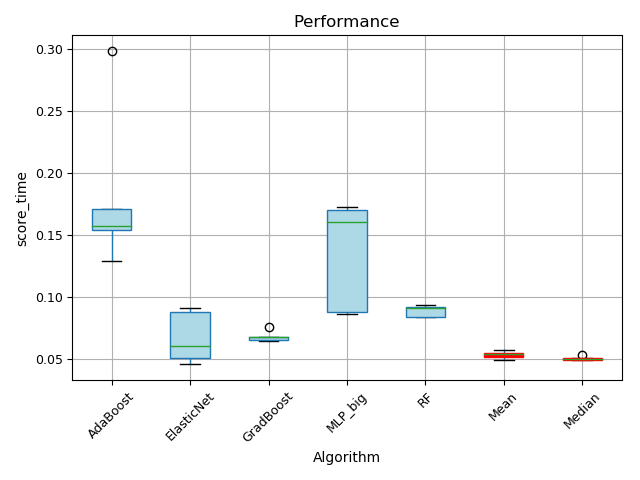 Performance
0.30
0.25
0.20
0.15
0.10
0.05
score_time
AdaBoost
ElasticNet
GradBoost
MLP_big
RF
Mean
Median
Algorithm